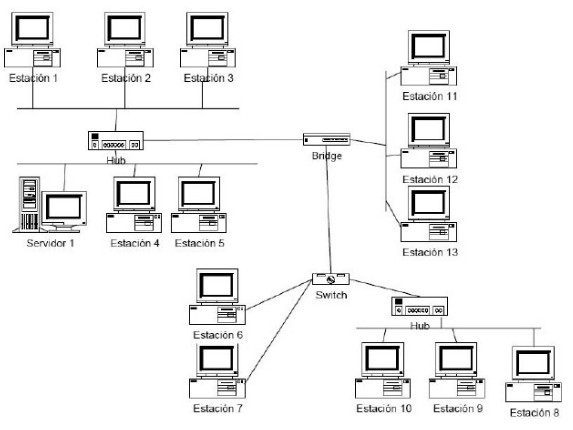 Estación 1
Estación 2
Estación 3
Estación 11
Hub
Bridge
Estación 12
Servidor 1
Estación 4
Estación 5
Estación 13
Switch
Estación 6
Hub
Estación 7
Estación 10
Estación 9
Estación 8